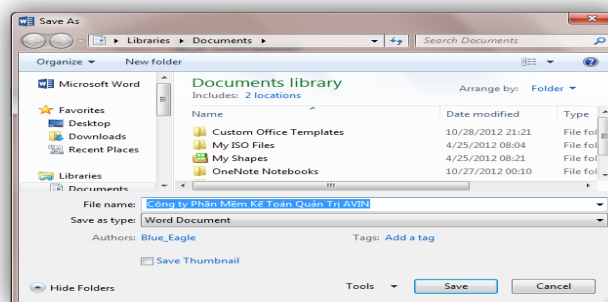 Save As
Libraries Documents
Search Documents
Organize New folder
Microsoft Word
Favorites
Desktop
Downloads
Recent Places
Libraries
Documents
Documents library
Includes: 2 locations
Arrange by: Folder
Name Date modified Type
Custom Office Templates 10/28/2012 21:21 File fol
My ISO Files 4/25/2012 08:04 File fol
My Shapes 4/25/2012 08:21 File fol
OneNote Notebooks 10/27/2012 00:10 File fol
File name: Công ty Phần Mềm Kế Toán Quản Trị AVIN
Save as type: Word Document
Authors: Blue_Eagle Tags: Add a tag
Save Thumbnail
Hide Folders Tools Save Cancel